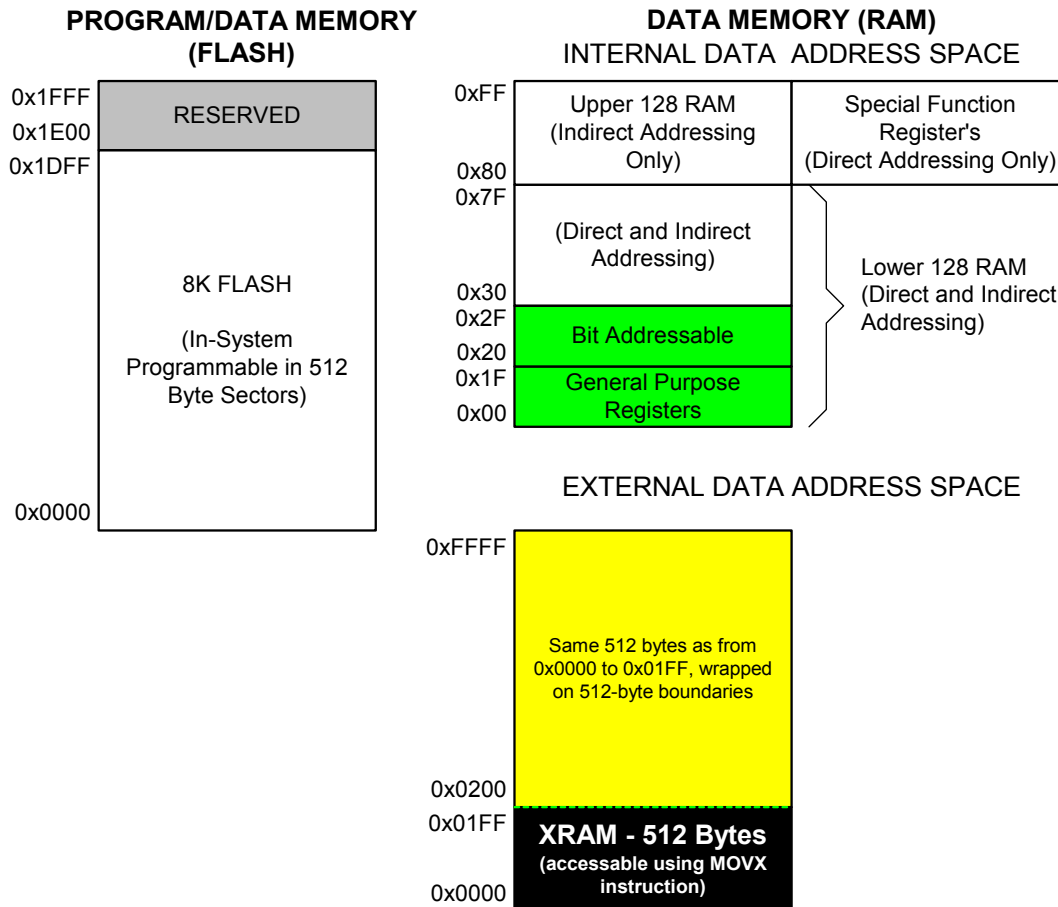 PROGRAM/DATA MEMORY
(FLASH)
0x1FFF
RESERVED
0x1E00
0x1DFF
8K FLASH
(In-System
Programmable in 512
Byte Sectors)
0x0000
DATA MEMORY (RAM)
INTERNAL DATA ADDRESS SPACE
0xFF
Upper 128 RAM
(Indirect Addressing
Only)
0x80
Special Function
Register's
(Direct Addressing Only)
0x7F
(Direct and Indirect
Addressing)
0x30
Lower 128 RAM
(Direct and Indirect
Addressing)
0x2F
Bit Addressable
0x20
0x1F
General Purpose
Registers
0x00
EXTERNAL DATA ADDRESS SPACE
0xFFFF
Same 512 bytes as from
0x0000 to 0x01FF, wrapped
on 512-byte boundaries
0x0200
0x01FF
XRAM - 512 Bytes
(accessable using MOVX
instruction)
0x0000